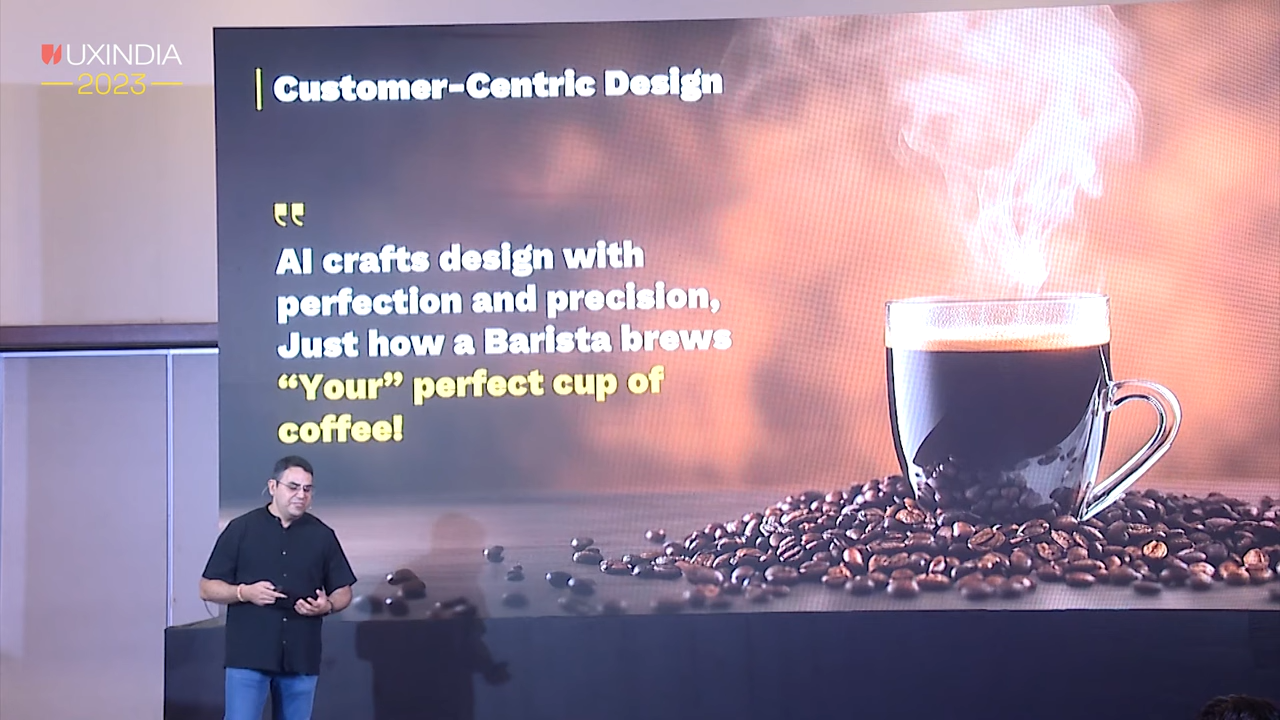 UXINDIA
2023
Customer-Centric Design
"
AI crafts design with
perfection and precision,
Just how a Barista brews
“Your” perfect cup of
coffee!